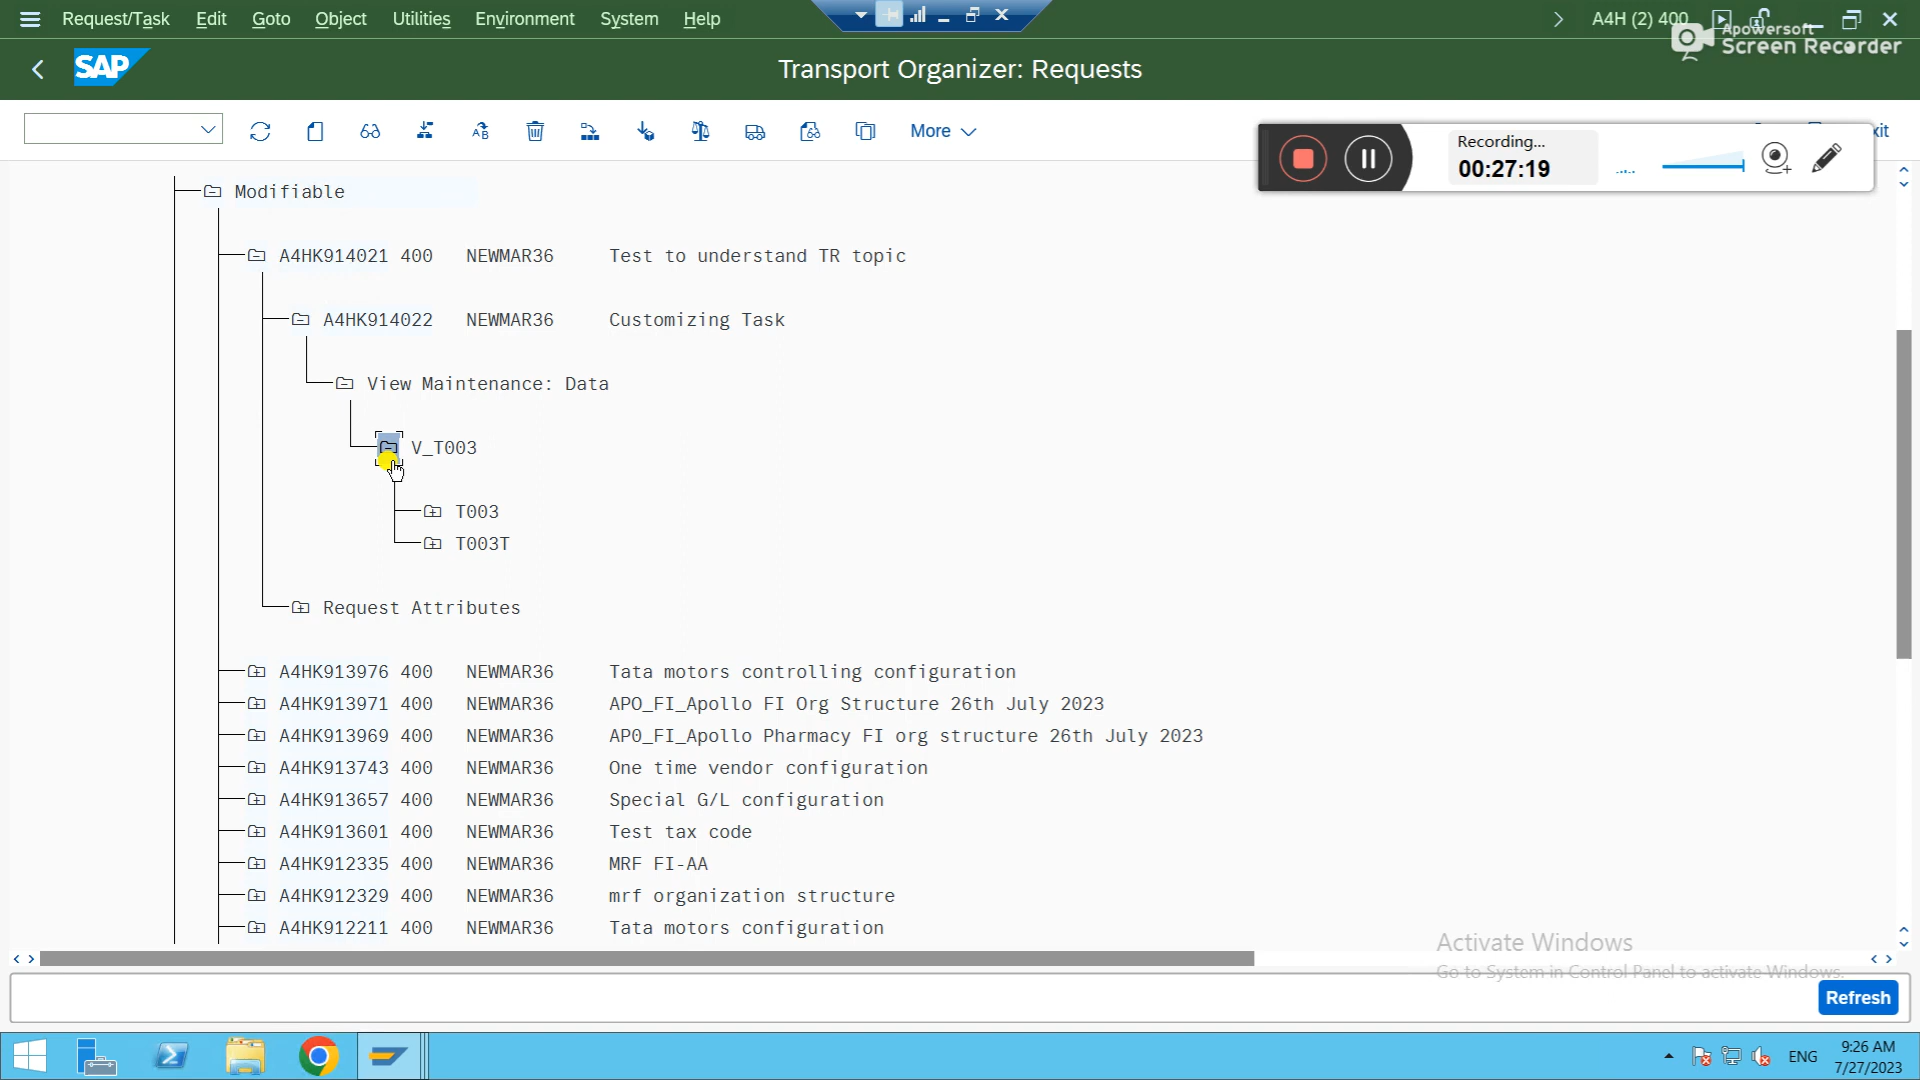 Request/Task Edit Goto Object Utilities Environment System Help
A4H (2) 400
Apowersoft
Screen Recorder
SAP
Transport Organizer: Requests
More
xit
Recording...
00:27:19
Modifiable
A4HK914021 400 NEWMAR36 Test to understand TR topic
A4HK914022 NEWMAR36 Customizing Task
View Maintenance: Data
V_T003
T003
T003T
Request Attributes
A4HK913976 400 NEWMAR36 Tata motors controlling configuration
A4HK913971 400 NEWMAR36 APO_FI_Apollo FI Org Structure 26th July 2023
A4HK913969 400 NEWMAR36 AP0_FI_Apollo Pharmacy FI org structure 26th July 2023
A4HK913743 400 NEWMAR36 One time vendor configuration
A4HK913657 400 NEWMAR36 Special G/L configuration
A4HK913601 400 NEWMAR36 Test tax code
A4HK912335 400 NEWMAR36 MRF FI-AA
A4HK912329 400 NEWMAR36 mrf organization structure
A4HK912211 400 NEWMAR36 Tata motors configuration
Activate Windows
Go to System in Control Panel to activate Windows.
Refresh
ENG
9:26 AM
7/27/2023